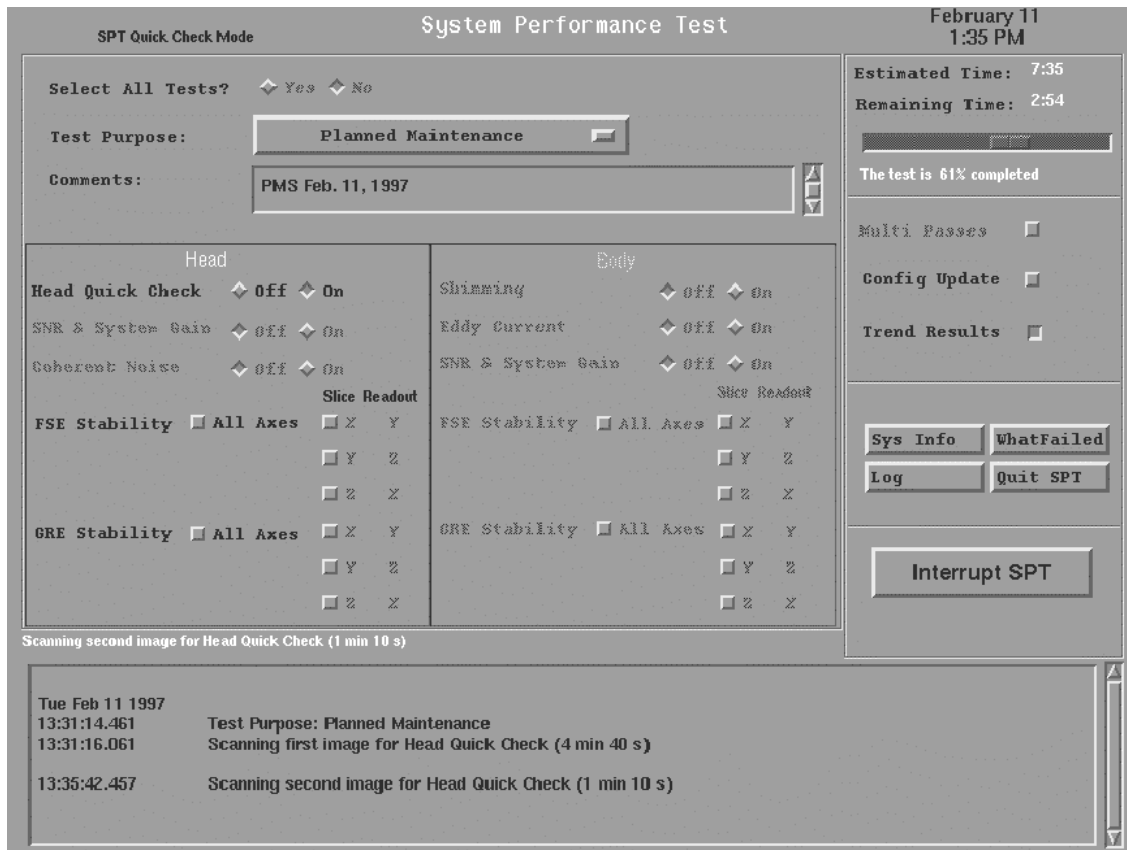 SPT Quick Check Mode
System Performance Test
February 11
1:35 PM
Select All Tests? Yes No
Test Purpose: Planned Maintenance
Comments: PMS Feb. 11, 1997
Estimated Time: 7:35
Remaining Time: 2:54
The test is 61% completed
Multi Passes
Config Update
Trend Results
Sys Info WhatFailed
Log Quit SPT
Interrupt SPT
Head
Head Quick Check Off On
SNR & System Gain Off On
Coherent Noise Off On
Slice Readout
FSE Stability All Axes X Y
Y Z
Z X
GRE Stability All Axes X Y
Y Z
Z X
Body
Shimming Off On
Eddy Current Off On
SNR & System Gain Off On
Slice Readout
FSE Stability All Axes X Y
Y Z
Z X
GRE Stability All Axes X Y
Y Z
Z X
Scanning second image for Head Quick Check (1 min 10 s)
Tue Feb 11 1997
13:31:14.461 Test Purpose: Planned Maintenance
13:31:16.061 Scanning first image for Head Quick Check (4 min 40 s)
13:35:42.457 Scanning second image for Head Quick Check (1 min 10 s)